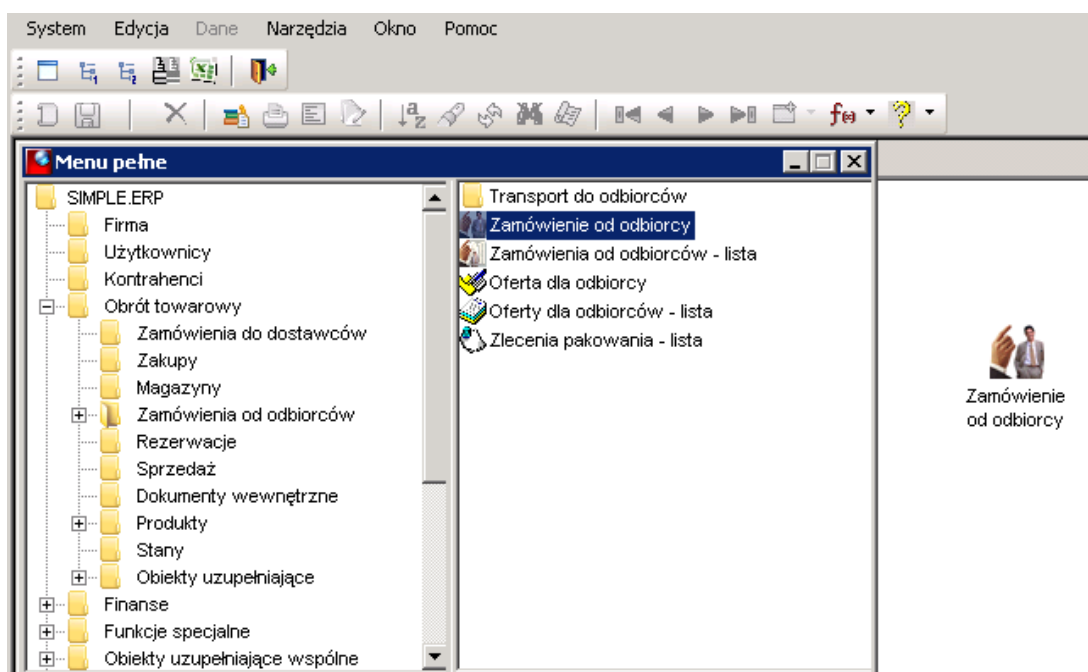 System Edycja Dane Narzędzia Okno Pomoc
Menu pełne
SIMPLE.ERP
Firma
Użytkownicy
Kontrahenci
Obrót towarowy
Zamówienia do dostawców
Zakupy
Magazyny
Zamówienia od odbiorców
Rezerwacje
Sprzedaż
Dokumenty wewnętrzne
Produkty
Stany
Obiekty uzupełniające
Finanse
Funkcje specjalne
Obiekty uzupełniające wspólne
Transport do odbiorców
Zamówienie od odbiorcy
Zamówienia od odbiorców - lista
Oferta dla odbiorcy
Oferty dla odbiorców - lista
Zlecenia pakowania - lista
Zamówienie
od odbiorcy